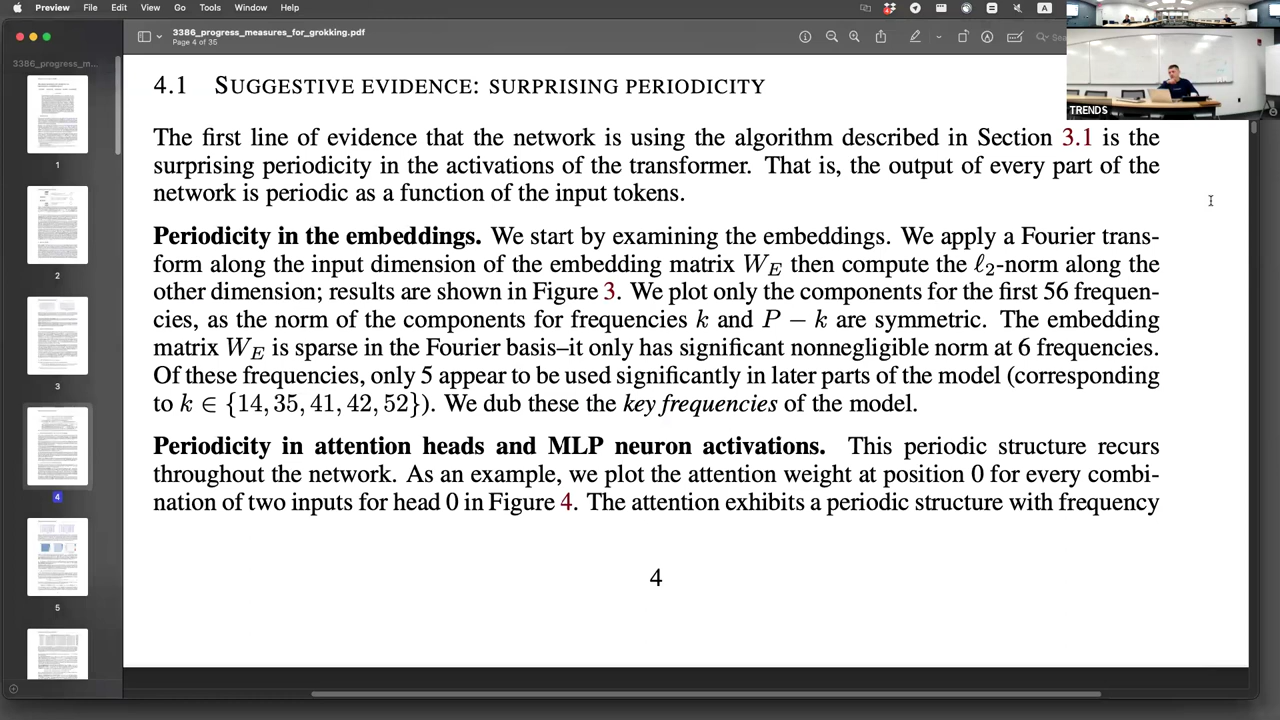 Preview File Edit View Go Tools Window Help
3386_progress_measures_for_grokking.pdf
Page 4 of 35
3386_progress_m...
1
2
3
4
5
TRENDS
4.1 SUGGESTIVE EVIDENCE: SURPRISING PERIODICITY
The first line of evidence that the network is using the algorithm described in Section 3.1 is the
surprising periodicity in the activations of the transformer. That is, the output of every part of the
network is periodic as a function of the input tokens.
Periodicity in the embeddings. We start by examining the embeddings. We apply a Fourier trans-
form along the input dimension of the embedding matrix W_E then compute the ℓ2-norm along the
other dimension; results are shown in Figure 3. We plot only the components for the first 56 frequen-
cies, as the norm of the components for frequencies k and P − k are symmetric. The embedding
matrix W_E is sparse in the Fourier basis–it only has significant nonnegligible norm at 6 frequencies.
Of these frequencies, only 5 appear to be used significantly in later parts of the model (corresponding
to k ∈ {14, 35, 41, 42, 52}). We dub these the key frequencies of the model.
Periodicity in attention heads and MLP neuron activations. This periodic structure recurs
throughout the network. As an example, we plot the attention weight at position 0 for every combi-
nation of two inputs for head 0 in Figure 4. The attention exhibits a periodic structure with frequency
4